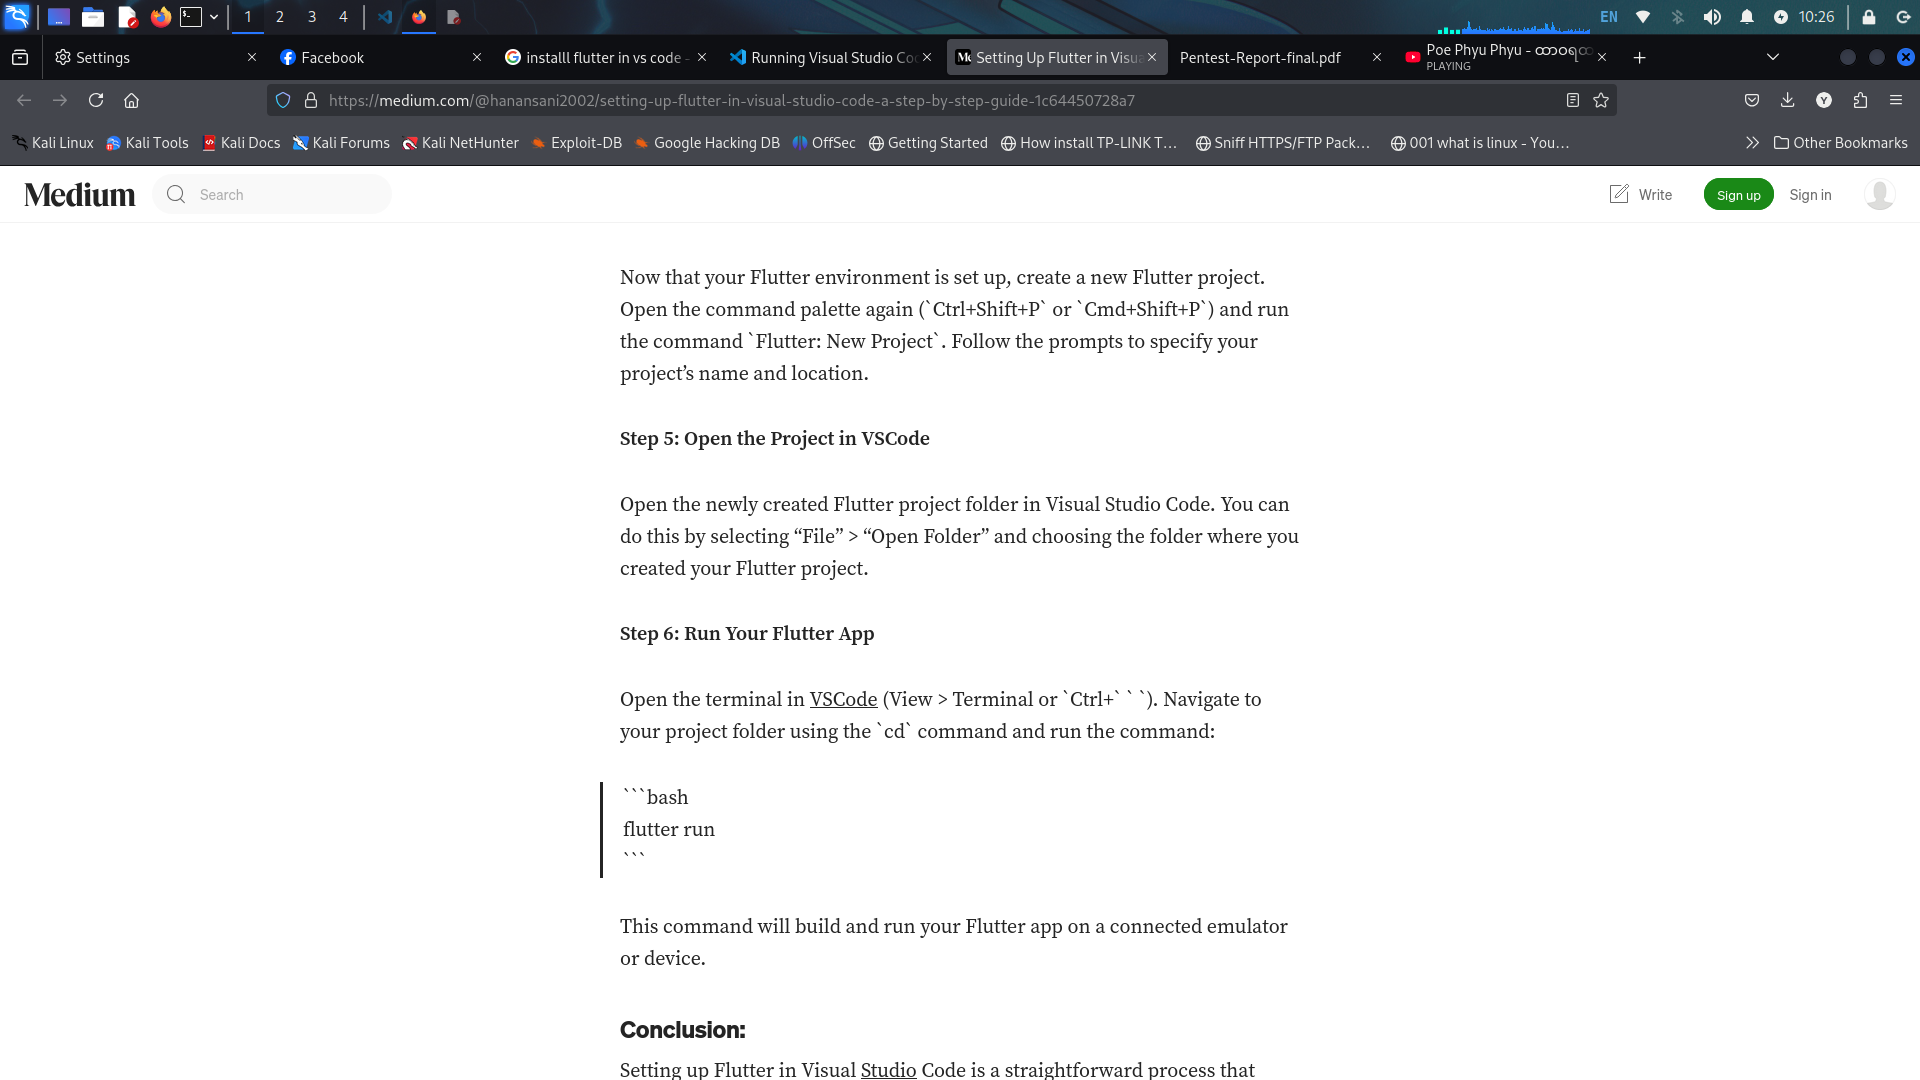 1 2 3 4 EN 10:26
Settings Facebook installl flutter in vs code - Running Visual Studio Co Setting Up Flutter in Visua Pentest-Report-final.pdf Poe Phyu Phyu -
PLAYING
https://medium.com/@hanansani2002/setting-up-flutter-in-visual-studio-code-a-step-by-step-guide-1c64450728a7
Kali Linux Kali Tools Kali Docs Kali Forums Kali NetHunter Exploit-DB Google Hacking DB OffSec Getting Started How install TP-LINK T... Sniff HTTPS/FTP Pack... 001 what is linux - You... Other Bookmarks
Medium Search Write Sign up Sign in
Now that your Flutter environment is set up, create a new Flutter project.
Open the command palette again (`Ctrl+Shift+P` or `Cmd+Shift+P`) and run
the command `Flutter: New Project`. Follow the prompts to specify your
project’s name and location.
Step 5: Open the Project in VSCode
Open the newly created Flutter project folder in Visual Studio Code. You can
do this by selecting “File” > “Open Folder” and choosing the folder where you
created your Flutter project.
Step 6: Run Your Flutter App
Open the terminal in VSCode (View > Terminal or `Ctrl+` ` `). Navigate to
your project folder using the `cd` command and run the command:
```bash
flutter run
```
This command will build and run your Flutter app on a connected emulator
or device.
Conclusion:
Setting up Flutter in Visual Studio Code is a straightforward process that